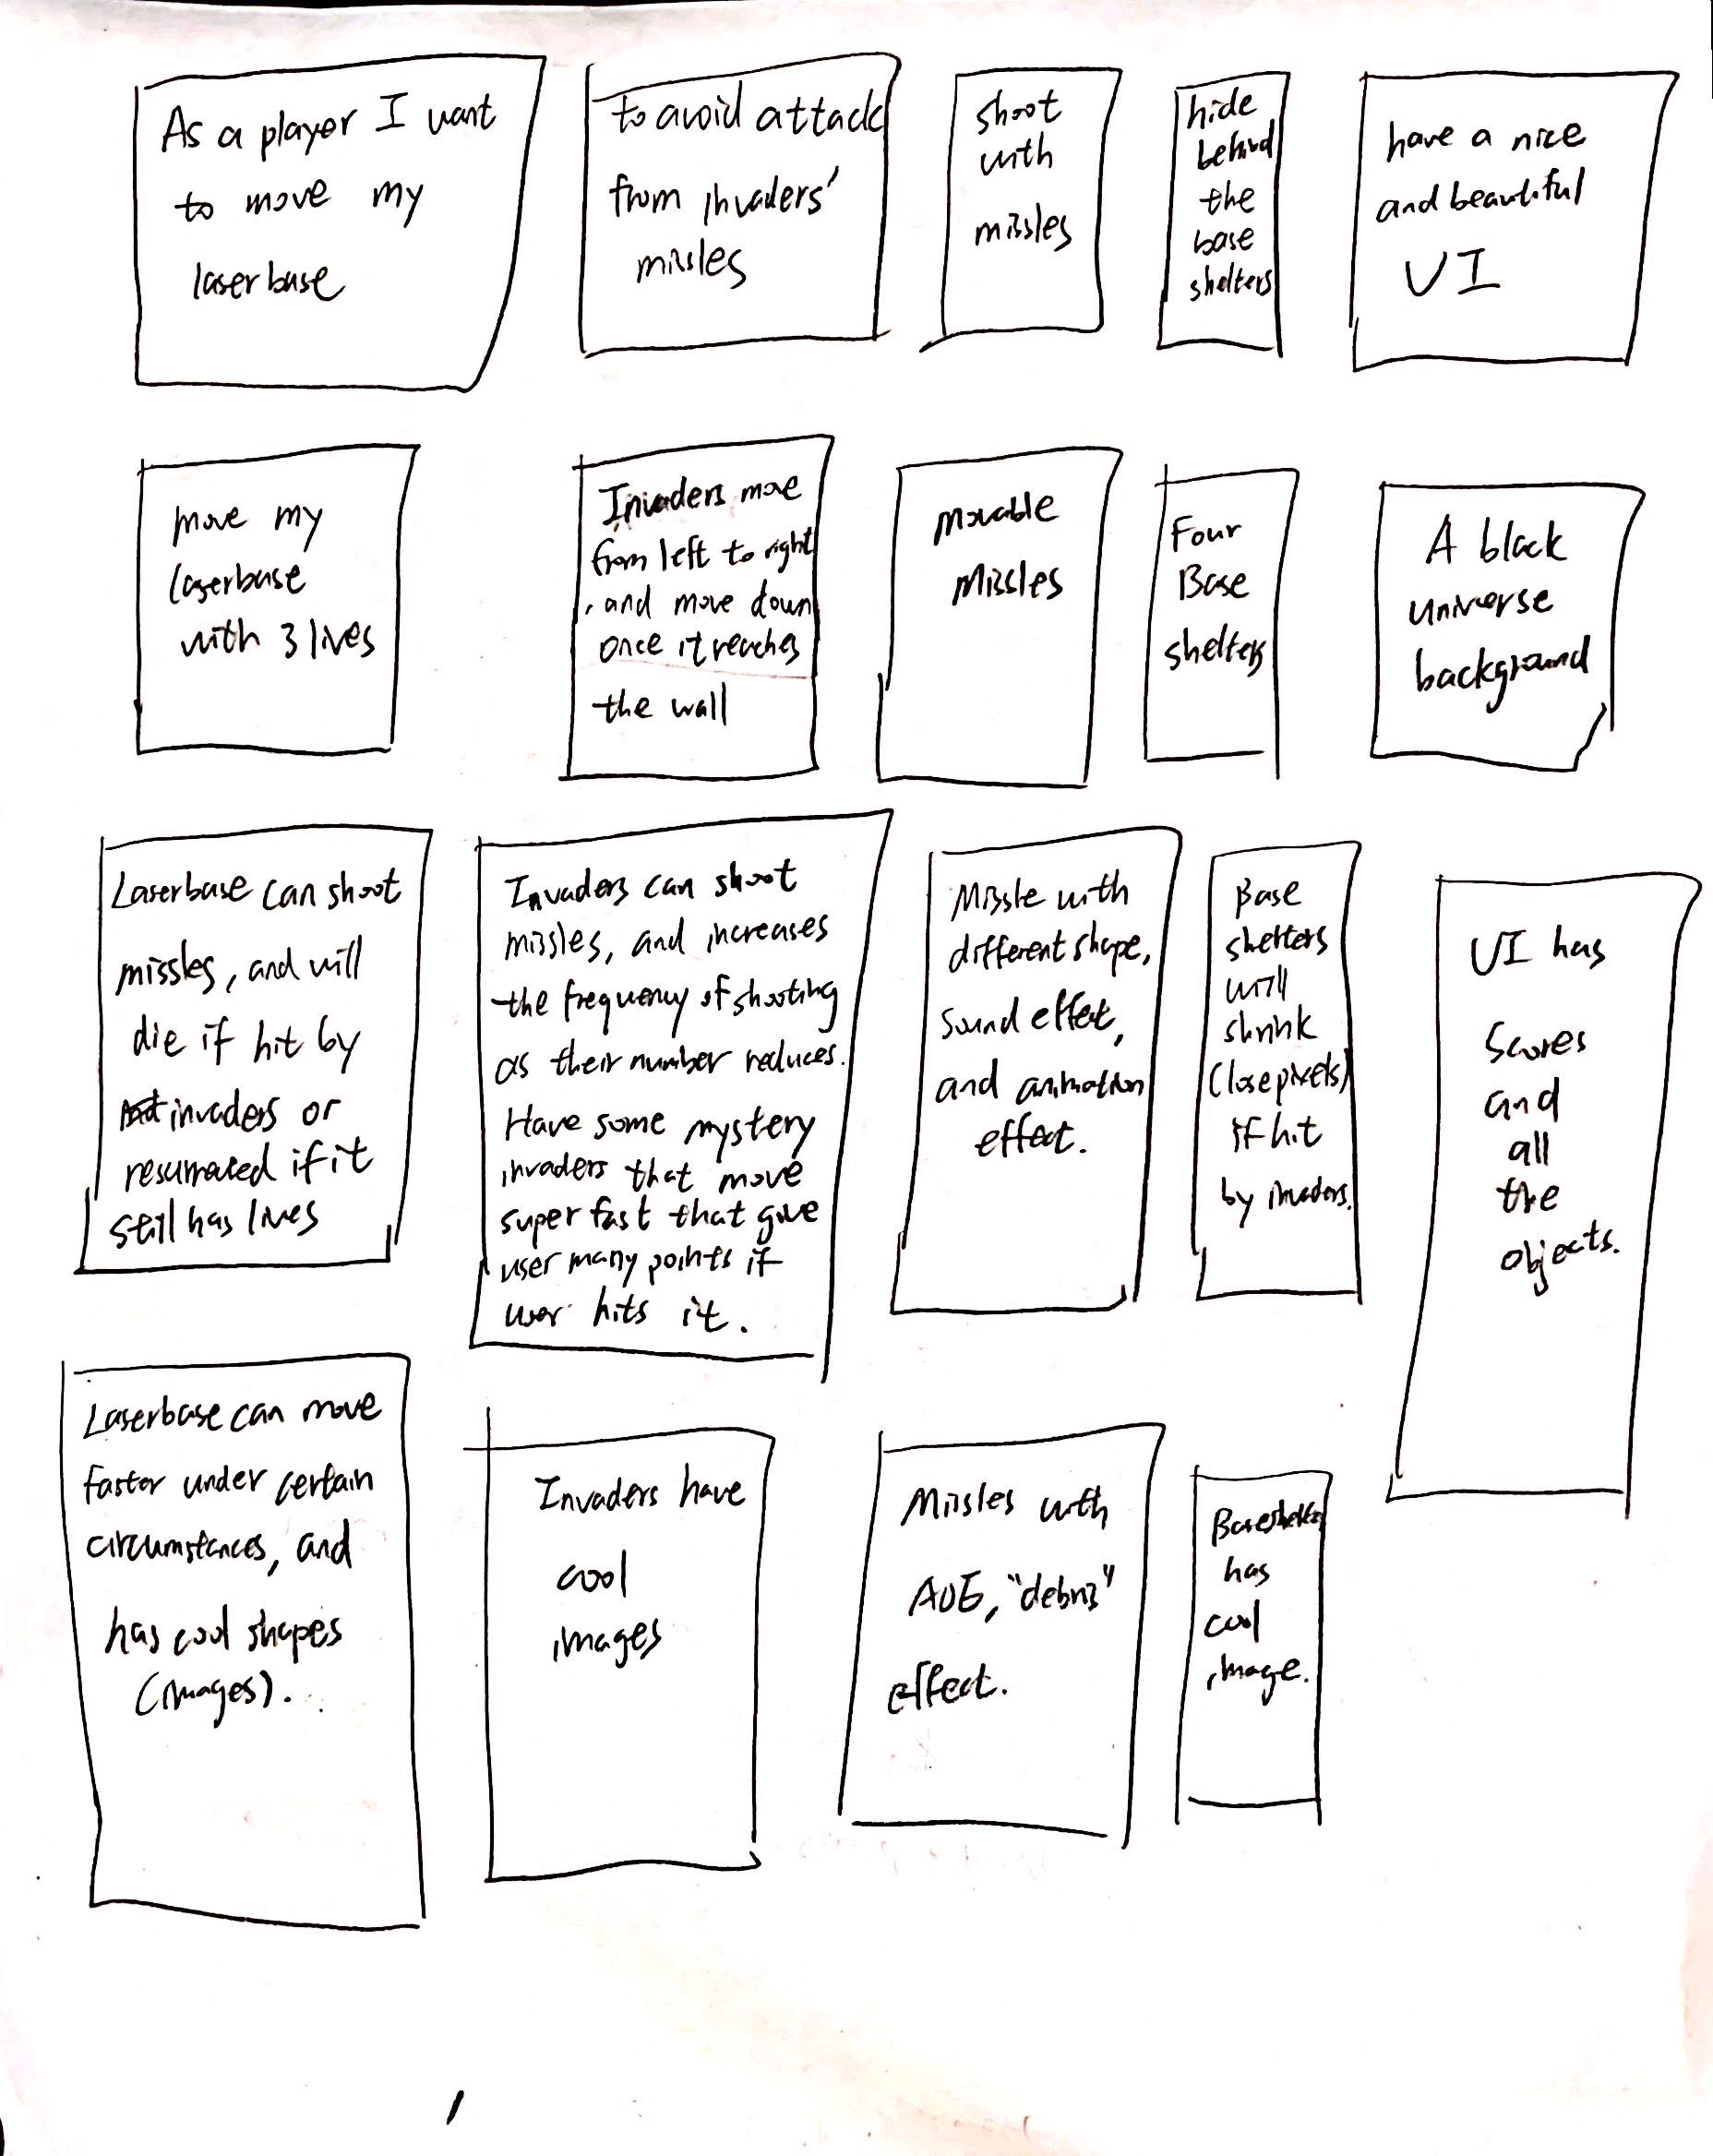 As a player I want
to move my
laserbase
to avoid attack
from invaders'
missles
shoot
with
missles
hide
behind
the
base
shelters
have a nice
and beautiful
UI
move my
laserbase
with 3 lives
Invaders move
from left to right
, and move down
once it reaches
the wall
Movable
Missles
Four
Base
shelters
A black
universe
background
Laserbase can shoot
missles, and will
die if hit by
invaders or
resurraced if it
still has lives
Invaders can shoot
missles, and increases
the frequency of shooting
as their number reduces.
Have some mystery
invaders that move
super fast that give
user many points if
user hits it.
Missle with
different shape,
sound effect,
and animation
effect.
Base
shelters
will
shrink
(lose pixels)
if hit
by invaders.
UI has
scores
and
all
the
objects.
Laserbase can move
faster under certain
circumstances, and
has cool shapes
(images).
Invaders have
cool
images
Missles with
AOE, "debris"
effect.
Baseshelter
has
cool
image.